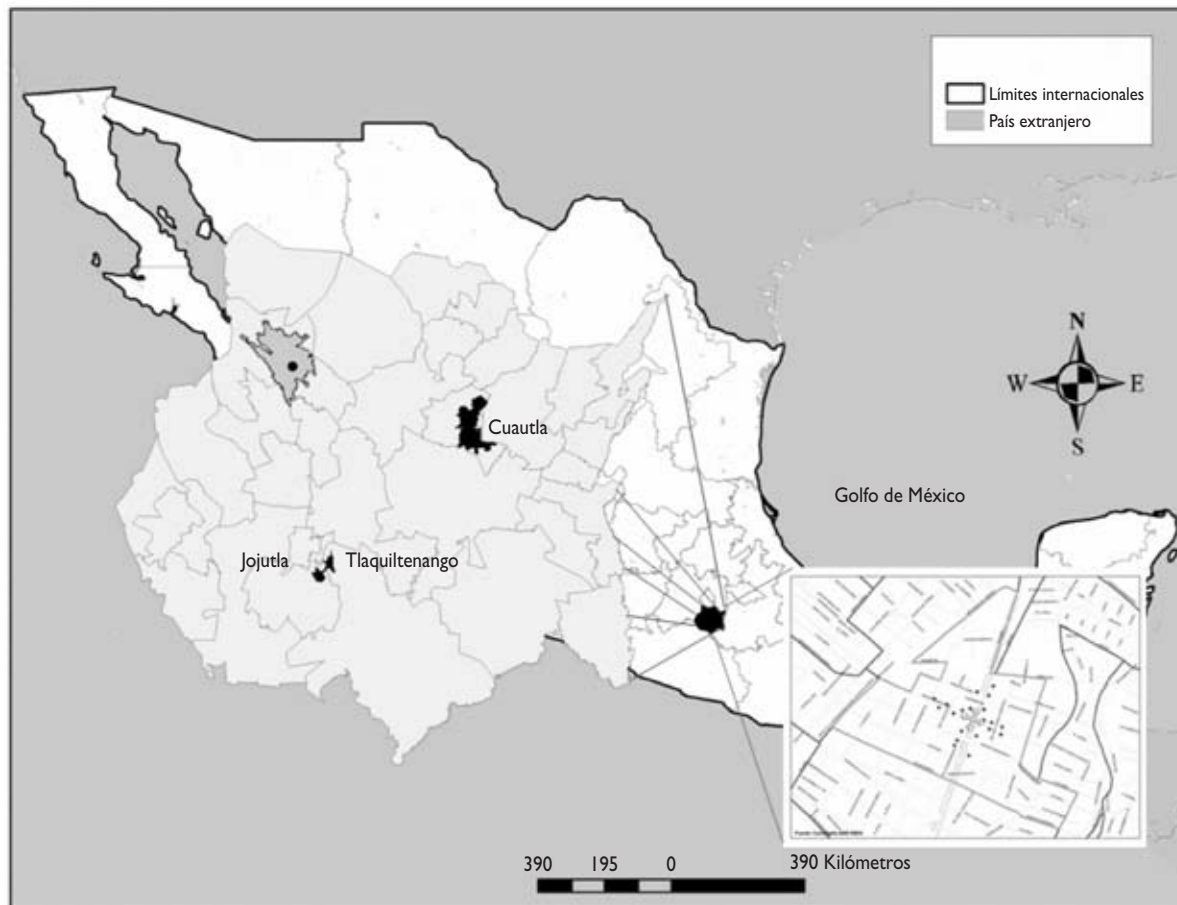 Límites internacionales
País extranjero
N
W
E
S
Cuautla
Golfo de México
Jojutla
Tlaquiltenango
390
195
0
390 Kilómetros